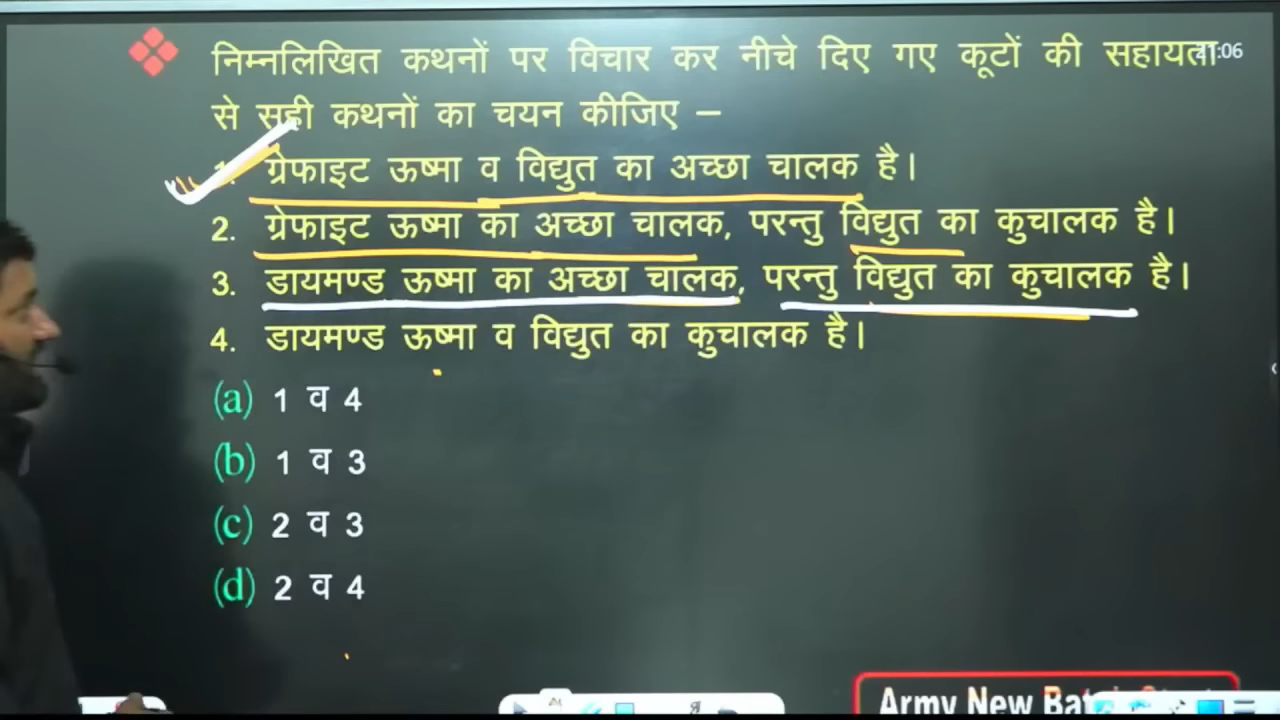 निम्नलिखित कथनों पर विचार कर नीचे दिए गए कूटों की सहायता
21:06
से सही कथनों का चयन कीजिए –
1. ग्रेफाइट ऊष्मा व विद्युत का अच्छा चालक है।
2. ग्रेफाइट ऊष्मा का अच्छा चालक, परन्तु विद्युत का कुचालक है।
3. डायमण्ड ऊष्मा का अच्छा चालक, परन्तु विद्युत का कुचालक है।
4. डायमण्ड ऊष्मा व विद्युत का कुचालक है।
(a) 1 व 4
(b) 1 व 3
(c) 2 व 3
(d) 2 व 4
Army New